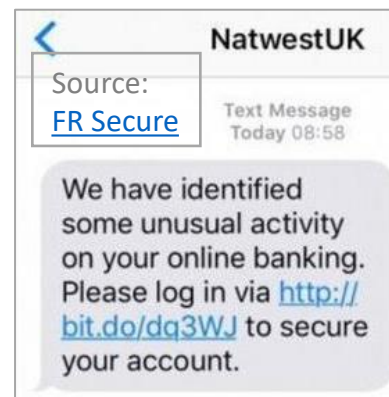 NatwestUK
Source:
FR Secure
Text Message
Today 08:58
We have identified
some unusual activity
on your online banking.
Please log in via http://
bit.do/dq3WJ to secure
your account.